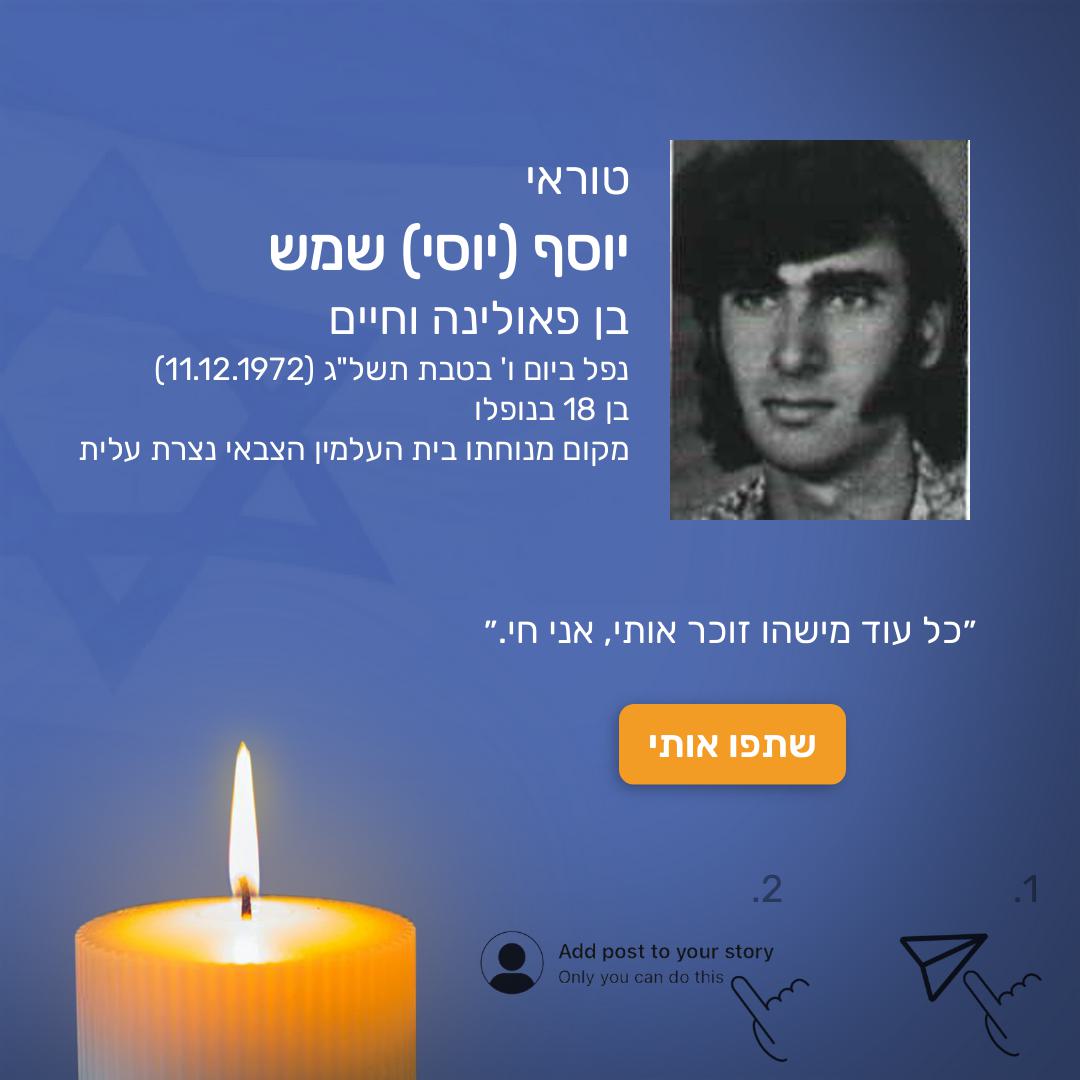 טוראי
יוסף (יוסי) שמש
בן פאולינה וחיים
נפל ביום ו' בטבת תשל"ג (11.12.1972)
בן 18 בנופלו
מקום מנוחתו בית העלמין הצבאי נצרת עלית
״כל עוד מישהו זוכר אותי, אני חי.״
שתפו אותי
.1
.2
Add post to your story
Only you can do this